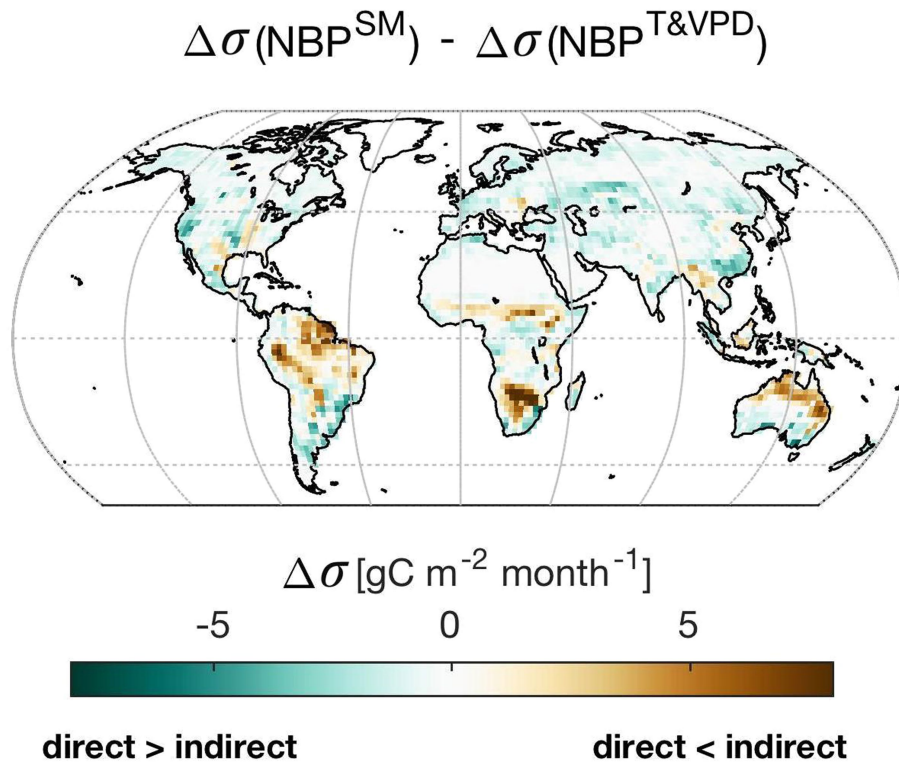 Δσ(NBP^SM) - Δσ(NBP^T&VPD)
Δσ [gC m^-2 month^-1]
-5 0 5
direct > indirect direct < indirect